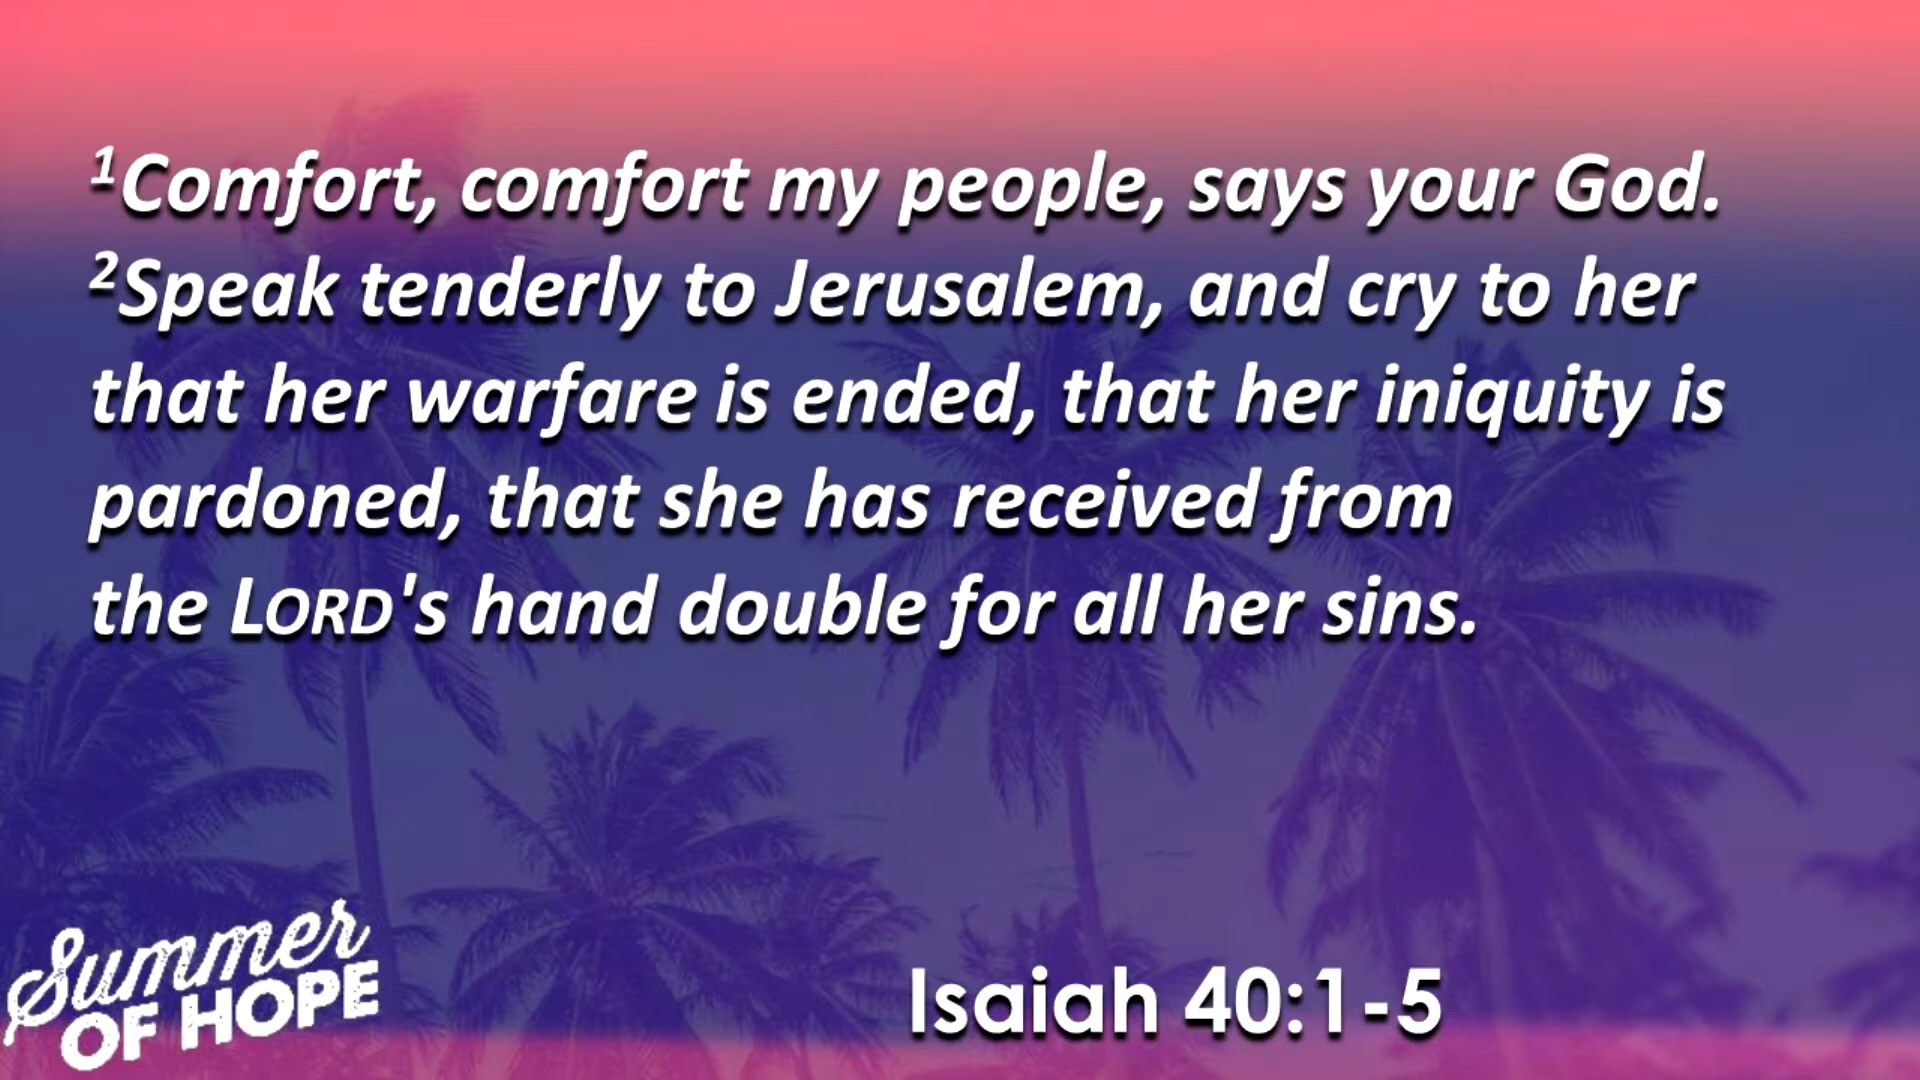 ¹Comfort, comfort my people, says your God.
²Speak tenderly to Jerusalem, and cry to her
that her warfare is ended, that her iniquity is
pardoned, that she has received from
the LORD's hand double for all her sins.
Summer
OF HOPE
Isaiah 40:1-5